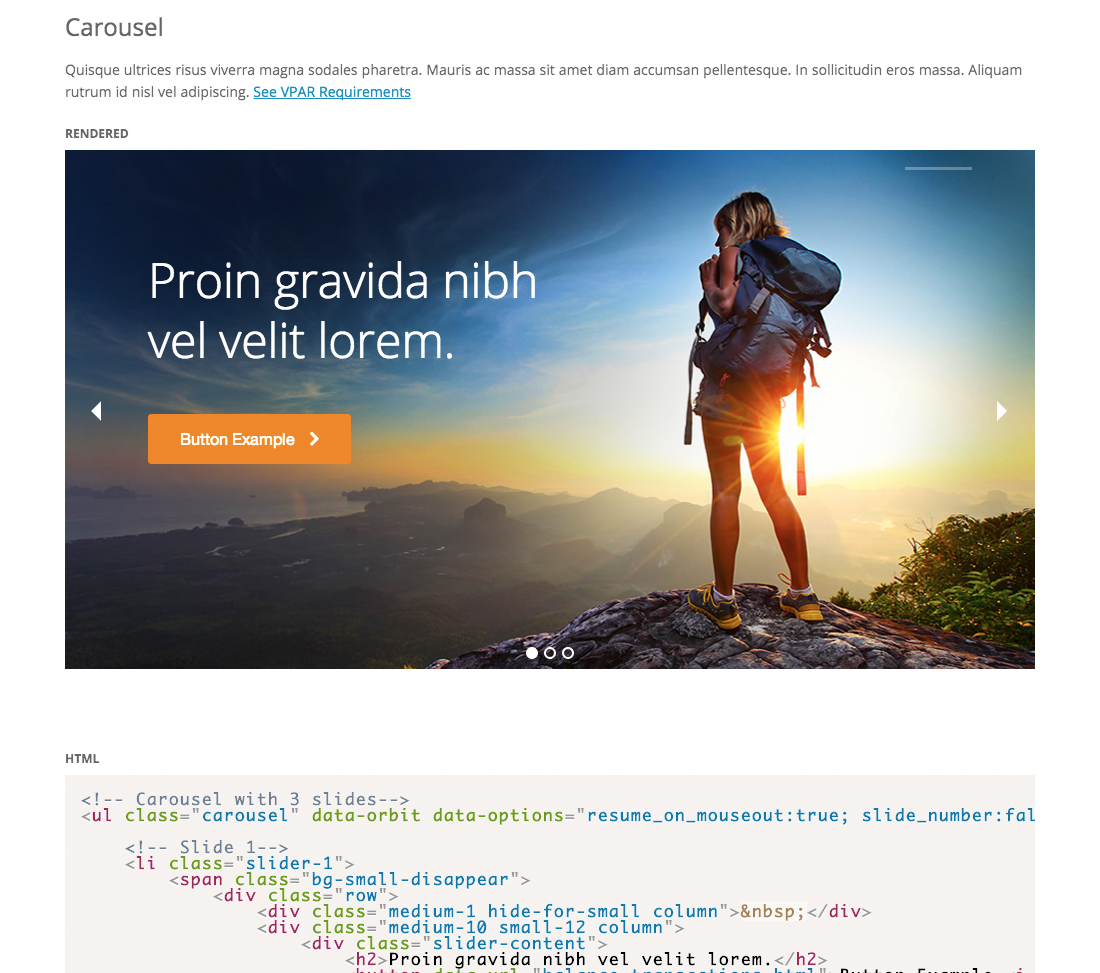 Carousel
Quisque ultrices risus viverra magna sodales pharetra. Mauris ac massa sit amet diam accumsan pellentesque. In sollicitudin eros massa. Aliquam
rutrum id nisl vel adipiscing. See VPAR Requirements
RENDERED
Proin gravida nibh
vel velit lorem.
Button Example
HTML
<!-- Carousel with 3 slides-->
<ul class="carousel" data-orbit data-options="resume_on_mouseout:true; slide_number:fal
<!-- Slide 1-->
<li class="slider-1">
<span class="bg-small-disappear">
<div class="row">
<div class="medium-1 hide-for-small column">&nbsp;</div>
<div class="medium-10 small-12 column">
<div class="slider-content">
<h2>Proin gravida nibh vel velit lorem.</h2>